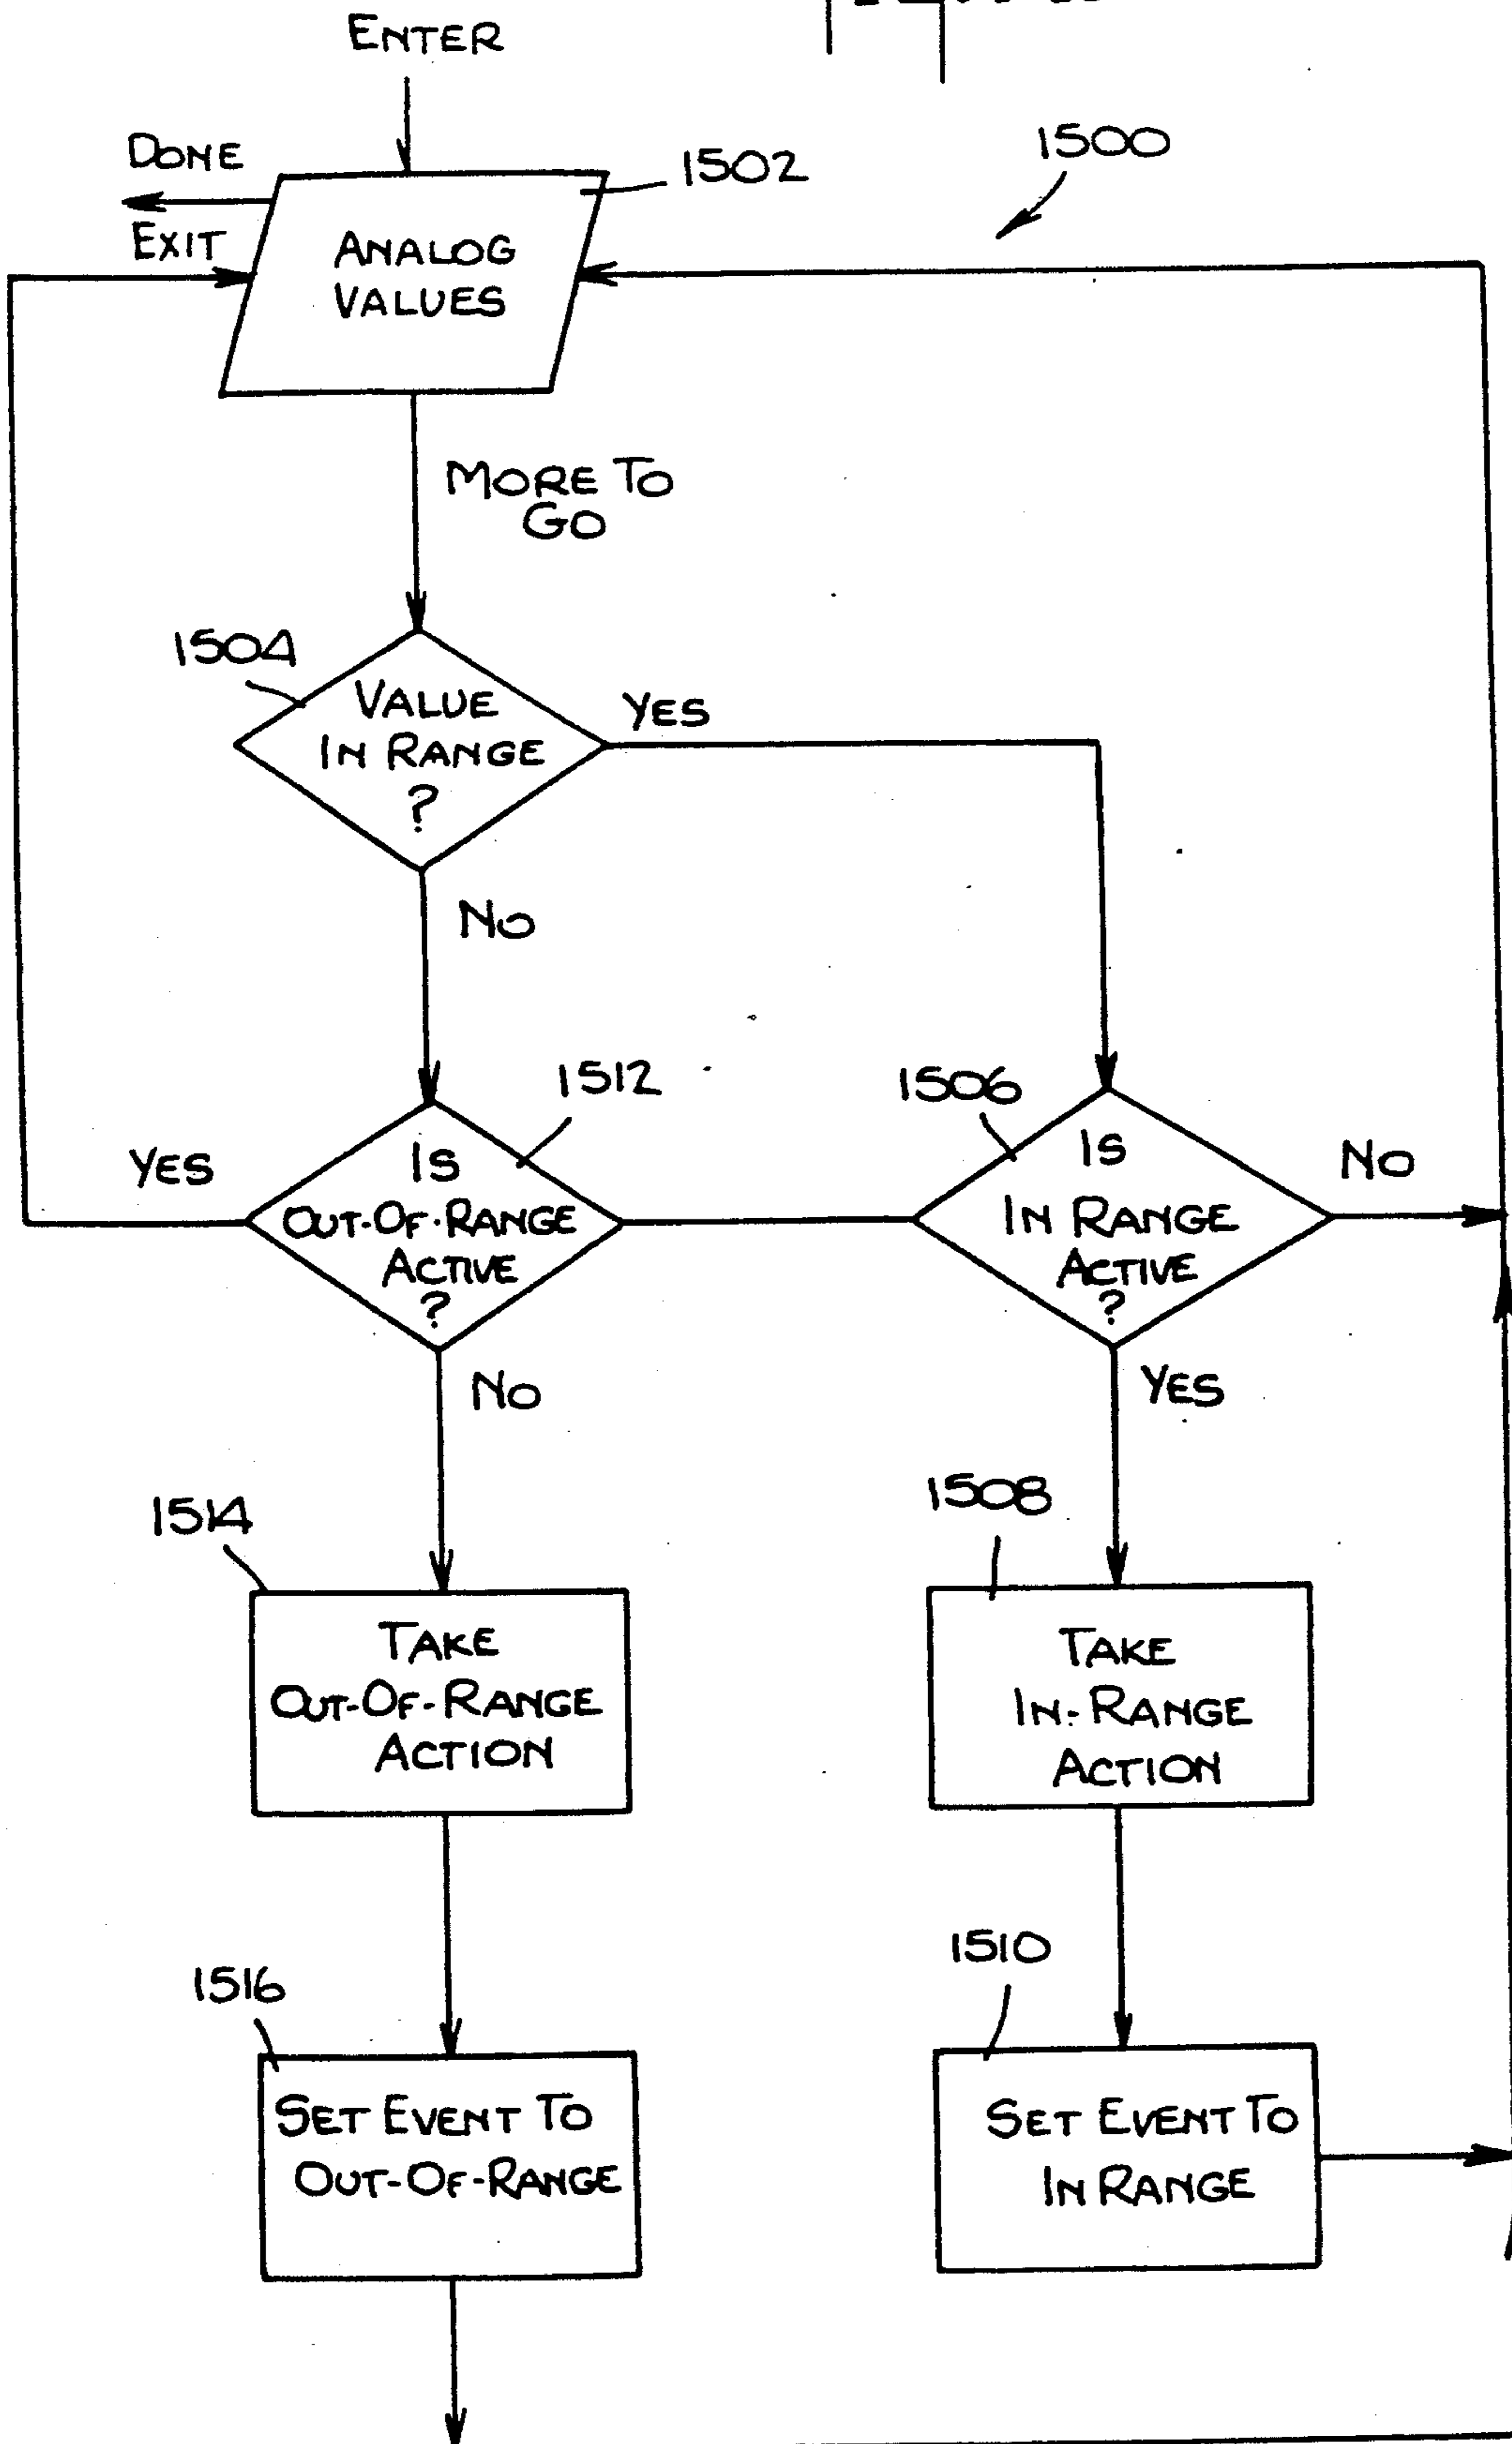 ENTER
DONE
EXIT
1502
1500
ANALOG
VALUES
MORE TO
GO
1504
VALUE
IN RANGE
?
YES
NO
1512
1506
YES
IS
OUT-OF-RANGE
ACTIVE
?
IS
IN RANGE
ACTIVE
?
NO
NO
YES
1514
1508
TAKE
OUT-OF-RANGE
ACTION
TAKE
IN-RANGE
ACTION
1516
1510
SET EVENT TO
OUT-OF-RANGE
SET EVENT TO
IN RANGE